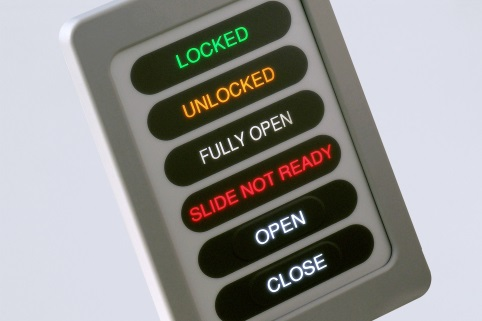 LOCKED
UNLOCKED
FULLY OPEN
SLIDE NOT READY
OPEN
CLOSE